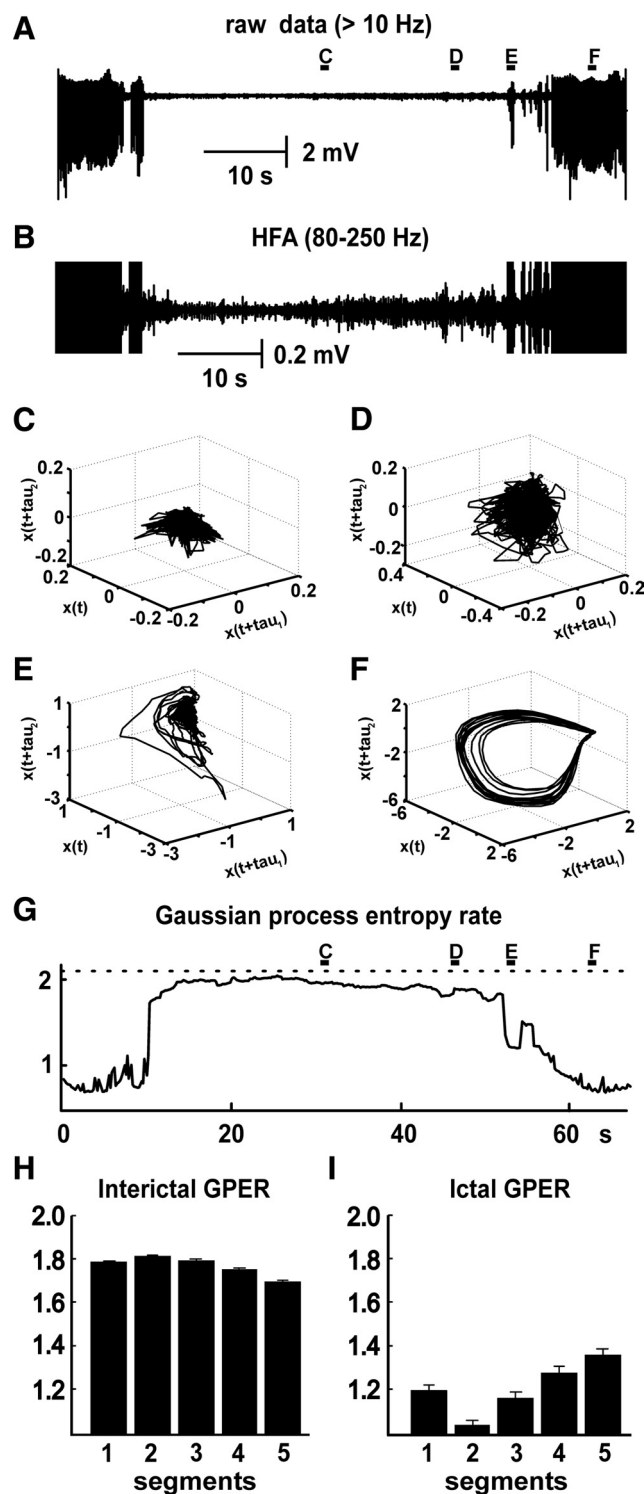 A
raw data (> 10 Hz)
C D E F
2 mV
10 s
B
HFA (80-250 Hz)
0.2 mV
10 s
C
0.2
0
-0.2
x(t+tau2)
0.2
0
-0.2
x(t)
-0.2
0
0.2
x(t+tau1)
D
0.2
0
-0.2
x(t+tau2)
0.4
0
-0.4
x(t)
-0.2
0
0.2
x(t+tau1)
E
1
-1
-3
x(t+tau2)
1
-1
-3
x(t)
-3
-1
1
x(t+tau1)
F
2
-2
-6
x(t+tau2)
-6
-2
2
x(t)
-6
-2
2
x(t+tau1)
G
Gaussian process entropy rate
C D E F
2
1
0 20 40 60 s
H
Interictal GPER
2.0
1.8
1.6
1.4
1.2
1 2 3 4 5
segments
I
Ictal GPER
2.0
1.8
1.6
1.4
1.2
1 2 3 4 5
segments